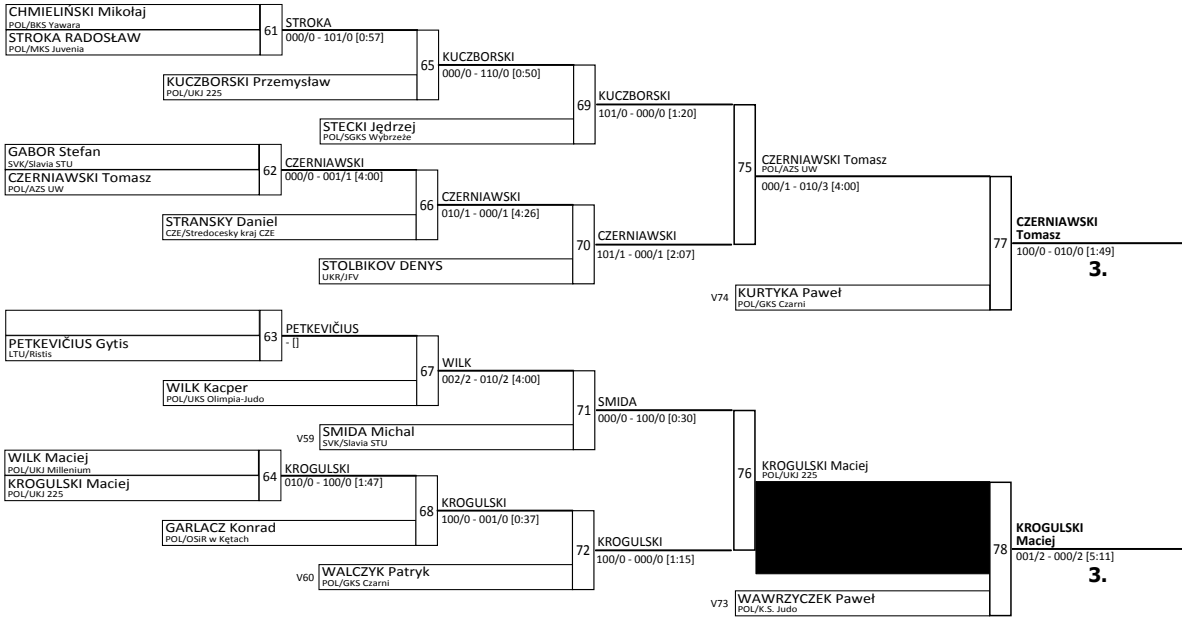 CHMIELIŃSKI Mikołaj
POL/BKS Yawara
STROKA RADOSŁAW
POL/MKS Juvenia
61
STROKA
000/0 - 101/0 [0:57]
KUCZBORSKI Przemysław
POL/UKJ 225
65
KUCZBORSKI
000/0 - 110/0 [0:50]
STECKI Jędrzej
POL/SGKS Wybrzeże
69
KUCZBORSKI
101/0 - 000/0 [1:20]
GABOR Stefan
SVK/Slavia STU
CZERNIAWSKI Tomasz
POL/AZS UW
62
CZERNIAWSKI
000/0 - 001/1 [4:00]
STRANSKY Daniel
CZE/Stredocesky kraj CZE
66
CZERNIAWSKI
010/1 - 000/1 [4:26]
STOLBIKOV DENYS
UKR/JFV
70
CZERNIAWSKI
101/1 - 000/1 [2:07]
75
CZERNIAWSKI Tomasz
POL/AZS UW
000/1 - 010/3 [4:00]
V74
KURTYKA Paweł
POL/GKS Czarni
77
CZERNIAWSKI
Tomasz
100/0 - 010/0 [1:49]
3.
PETKEVIČIUS Gytis
LTU/Ristis
63
PETKEVIČIUS
- []
WILK Kacper
POL/UKS Olimpia-Judo
67
WILK
002/2 - 010/2 [4:00]
V59
SMIDA Michal
SVK/Slavia STU
71
SMIDA
000/0 - 100/0 [0:30]
WILK Maciej
POL/UKJ Millenium
KROGULSKI Maciej
POL/UKJ 225
64
KROGULSKI
010/0 - 100/0 [1:47]
GARLACZ Konrad
POL/OSiR w Kętach
68
KROGULSKI
100/0 - 001/0 [0:37]
V60
WALCZYK Patryk
POL/GKS Czarni
72
KROGULSKI
100/0 - 000/0 [1:15]
76
KROGULSKI Maciej
POL/UKJ 225
V73
WAWRZYCZEK Paweł
POL/K.S. Judo
78
KROGULSKI
Maciej
001/2 - 000/2 [5:11]
3.